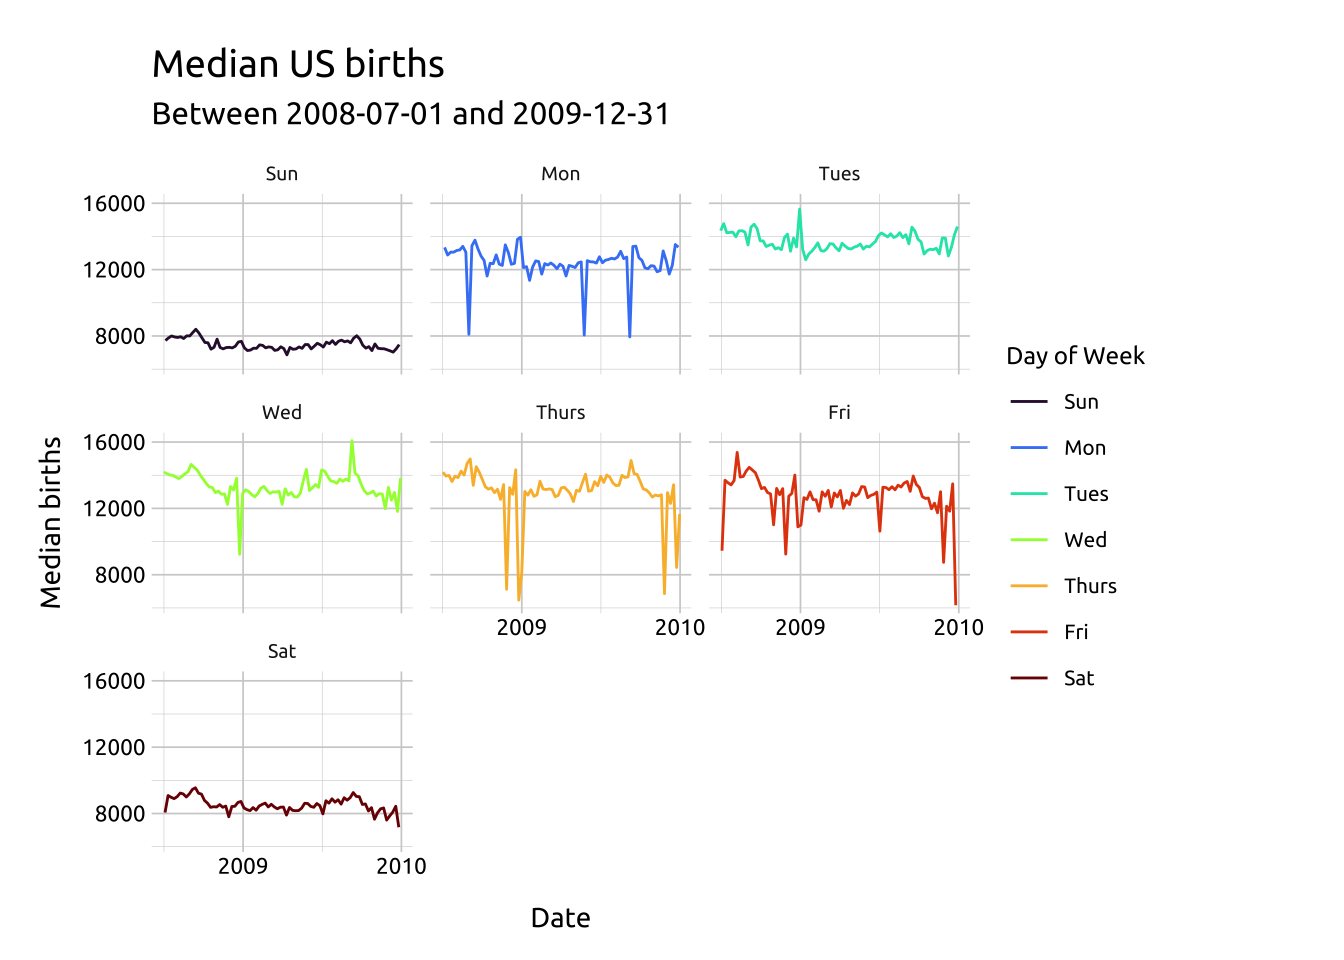 Median US births
Between 2008-07-01 and 2009-12-31
Sun
Mon
Tues
16000
12000
8000
Wed
Thurs
Fri
16000
12000
8000
2009
2010
2009
2010
Sat
16000
12000
8000
2009
2010
Median births
Date
Day of Week
Sun
Mon
Tues
Wed
Thurs
Fri
Sat